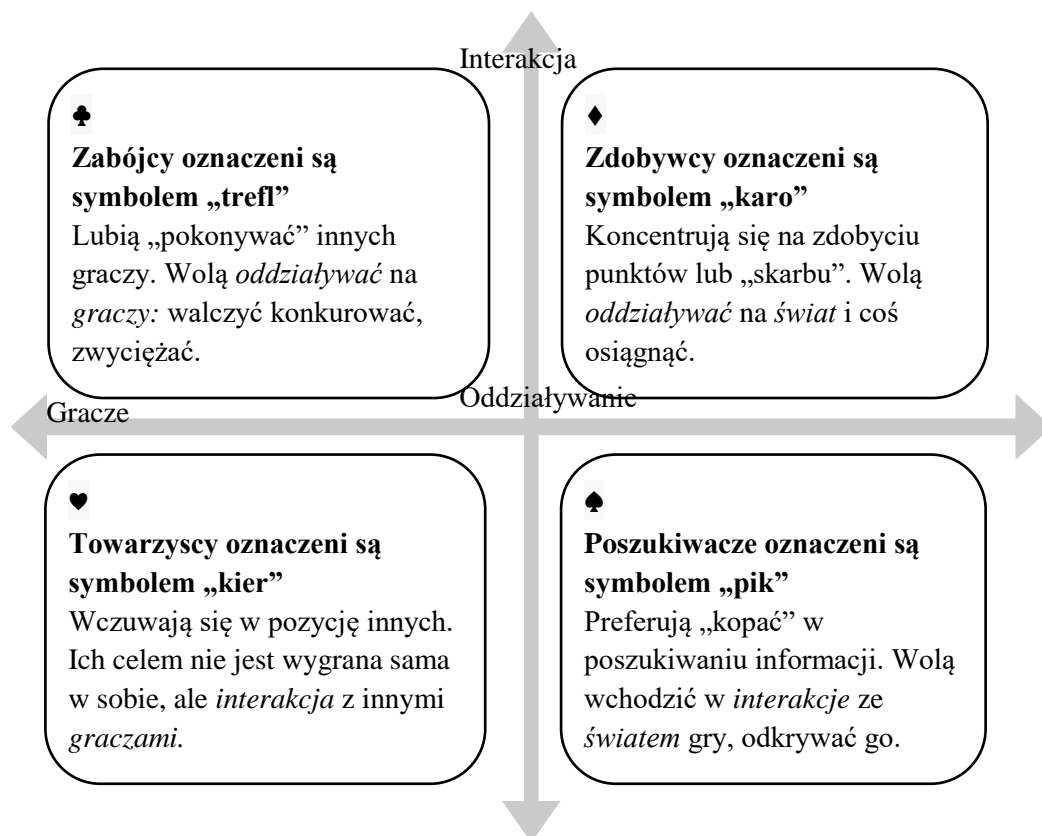 Interakcja
♣
Zabójcy oznaczeni są
symbolem „trefl”
Lubią „pokonywać” innych
graczy. Wolą oddziaływać na
graczy: walczyć konkurować,
zwyciężać.
♦
Zdobywcy oznaczeni są
symbolem „karo”
Koncentrują się na zdobyciu
punktów lub „skarbu”. Wolą
oddziaływać na świat i coś
osiągnąć.
Oddziaływanie
Gracze
♥
Towarzyscy oznaczeni są
symbolem „kier”
Wczuwają się w pozycję innych.
Ich celem nie jest wygrana sama
w sobie, ale interakcja z innymi
graczami.
♠
Poszukiwacze oznaczeni są
symbolem „pik”
Preferują „kopać” w
poszukiwaniu informacji. Wolą
wchodzić w interakcje ze
światem gry, odkrywać go.